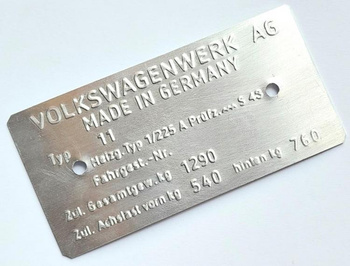 VOLKSWAGENWERK AG
MADE IN GERMANY
Typ 11
Heizg.-Typ 1/225 A Prüfz.~~~ S 43
Fahrgest.-Nr.
Zul. Gesamtgew. kg 1290
Zul. Achslast vorn kg 540 hinten kg 760